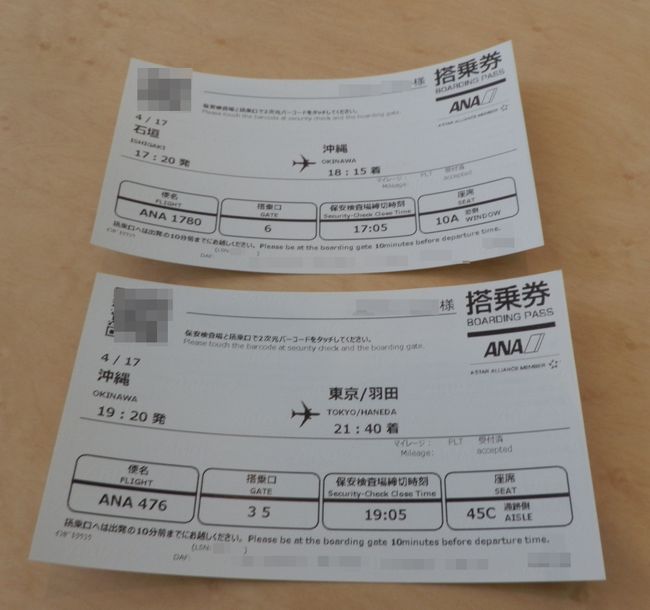 様
搭乗券
BOARDING PASS
ANA
A STAR ALLIANCE MEMBER
保安検査場と搭乗口で2次元バーコードをタッチしてください。
Please touch the barcode at security check and the boarding gate.
4 / 17
石垣
ISHIGAKI
17：20 発
沖縄
OKINAWA
18：15 着
マイレージ： PLT 受付済
Mileage: accepted
便名
FLIGHT
ANA 1780
搭乗口
GATE
6
保安検査場締切時刻
Security-Check Close Time
17:05
座席
SEAT
10A 窓側
WINDOW
搭乗口へは出発の10分前までにお越しください。 Please be at the boarding gate 10minutes before departure time.
(LSN:
DAF:
様
搭乗券
BOARDING PASS
ANA
A STAR ALLIANCE MEMBER
保安検査場と搭乗口で2次元バーコードをタッチしてください。
Please touch the barcode at security check and the boarding gate.
4 / 17
沖縄
OKINAWA
19：20 発
東京/羽田
TOKYO/HANEDA
21：40 着
マイレージ： PLT 受付済
Mileage: accepted
便名
FLIGHT
ANA 476
搭乗口
GATE
3 5
保安検査場締切時刻
Security-Check Close Time
19:05
座席
SEAT
45C 通路側
AISLE
搭乗口へは出発の10分前までにお越しください。 Please be at the boarding gate 10minutes before departure time.
(LSN: )
DAF: